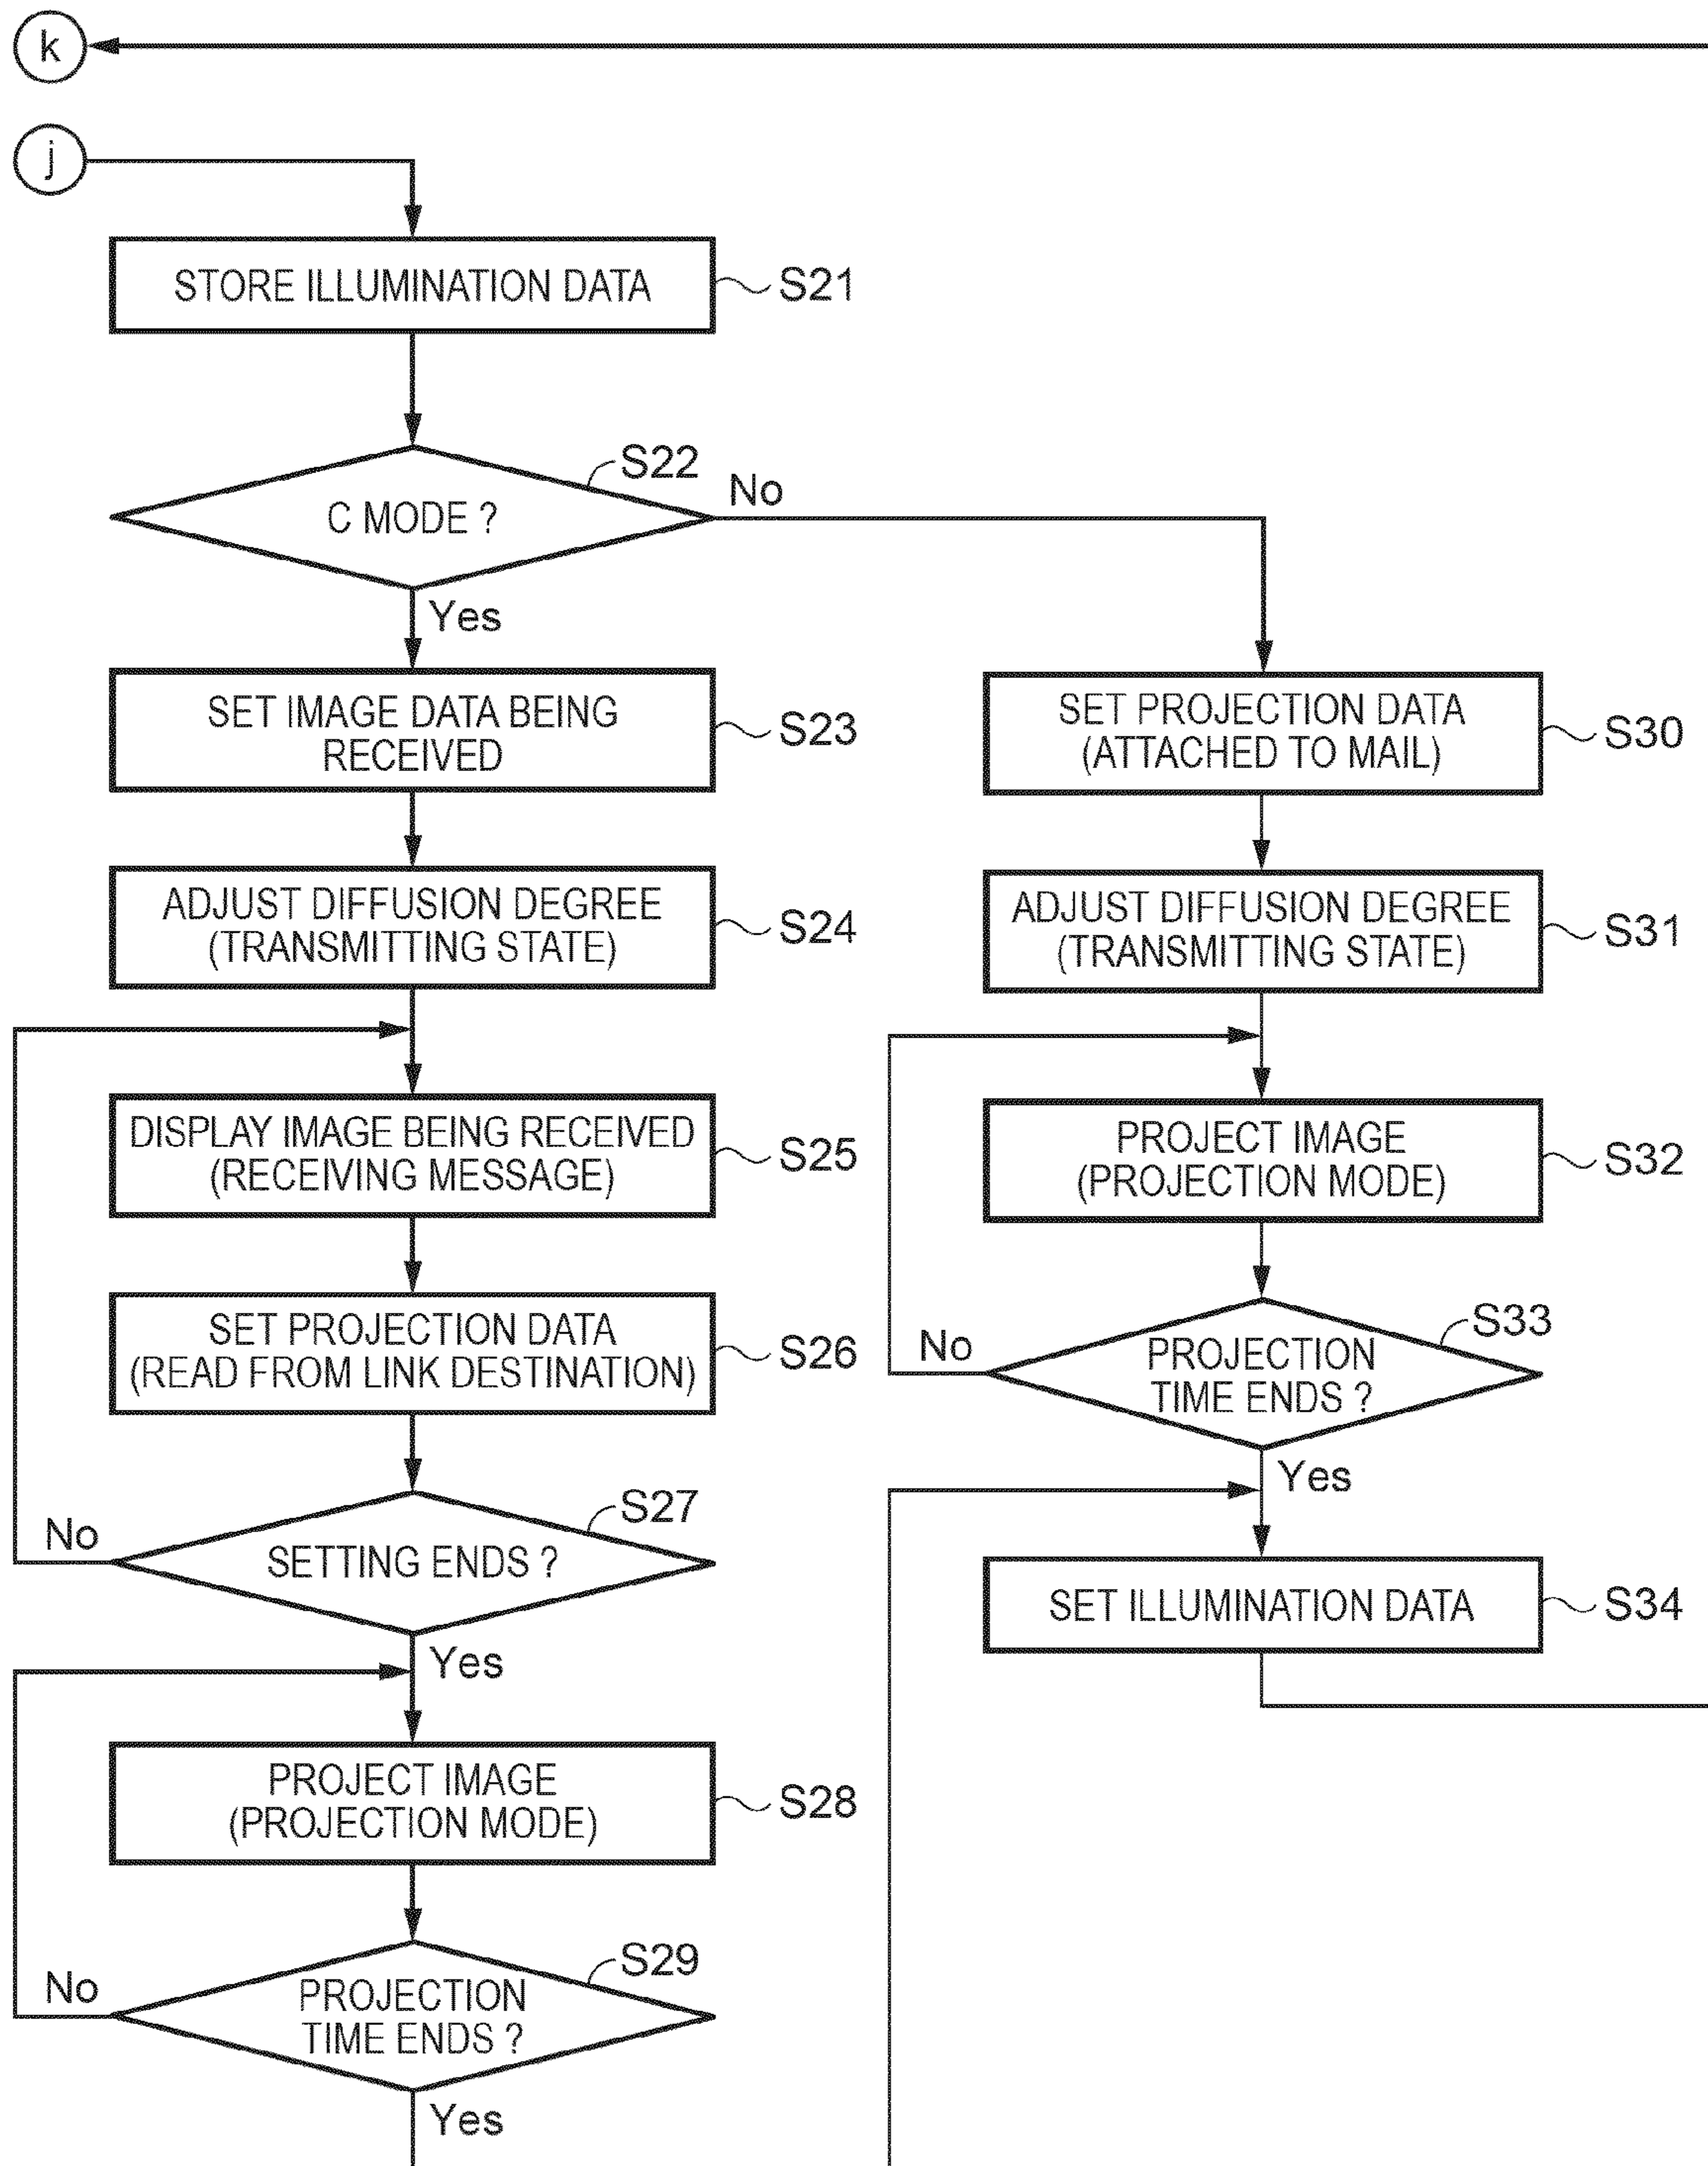 k
j
STORE ILLUMINATION DATA
S21
S22
C MODE ?
No
Yes
SET IMAGE DATA BEING
RECEIVED
S23
ADJUST DIFFUSION DEGREE
(TRANSMITTING STATE)
S24
DISPLAY IMAGE BEING RECEIVED
(RECEIVING MESSAGE)
S25
SET PROJECTION DATA
(READ FROM LINK DESTINATION)
S26
S27
No
SETTING ENDS ?
Yes
PROJECT IMAGE
(PROJECTION MODE)
S28
S29
No
PROJECTION
TIME ENDS ?
Yes
SET PROJECTION DATA
(ATTACHED TO MAIL)
S30
ADJUST DIFFUSION DEGREE
(TRANSMITTING STATE)
S31
PROJECT IMAGE
(PROJECTION MODE)
S32
S33
No
PROJECTION
TIME ENDS ?
Yes
SET ILLUMINATION DATA
S34